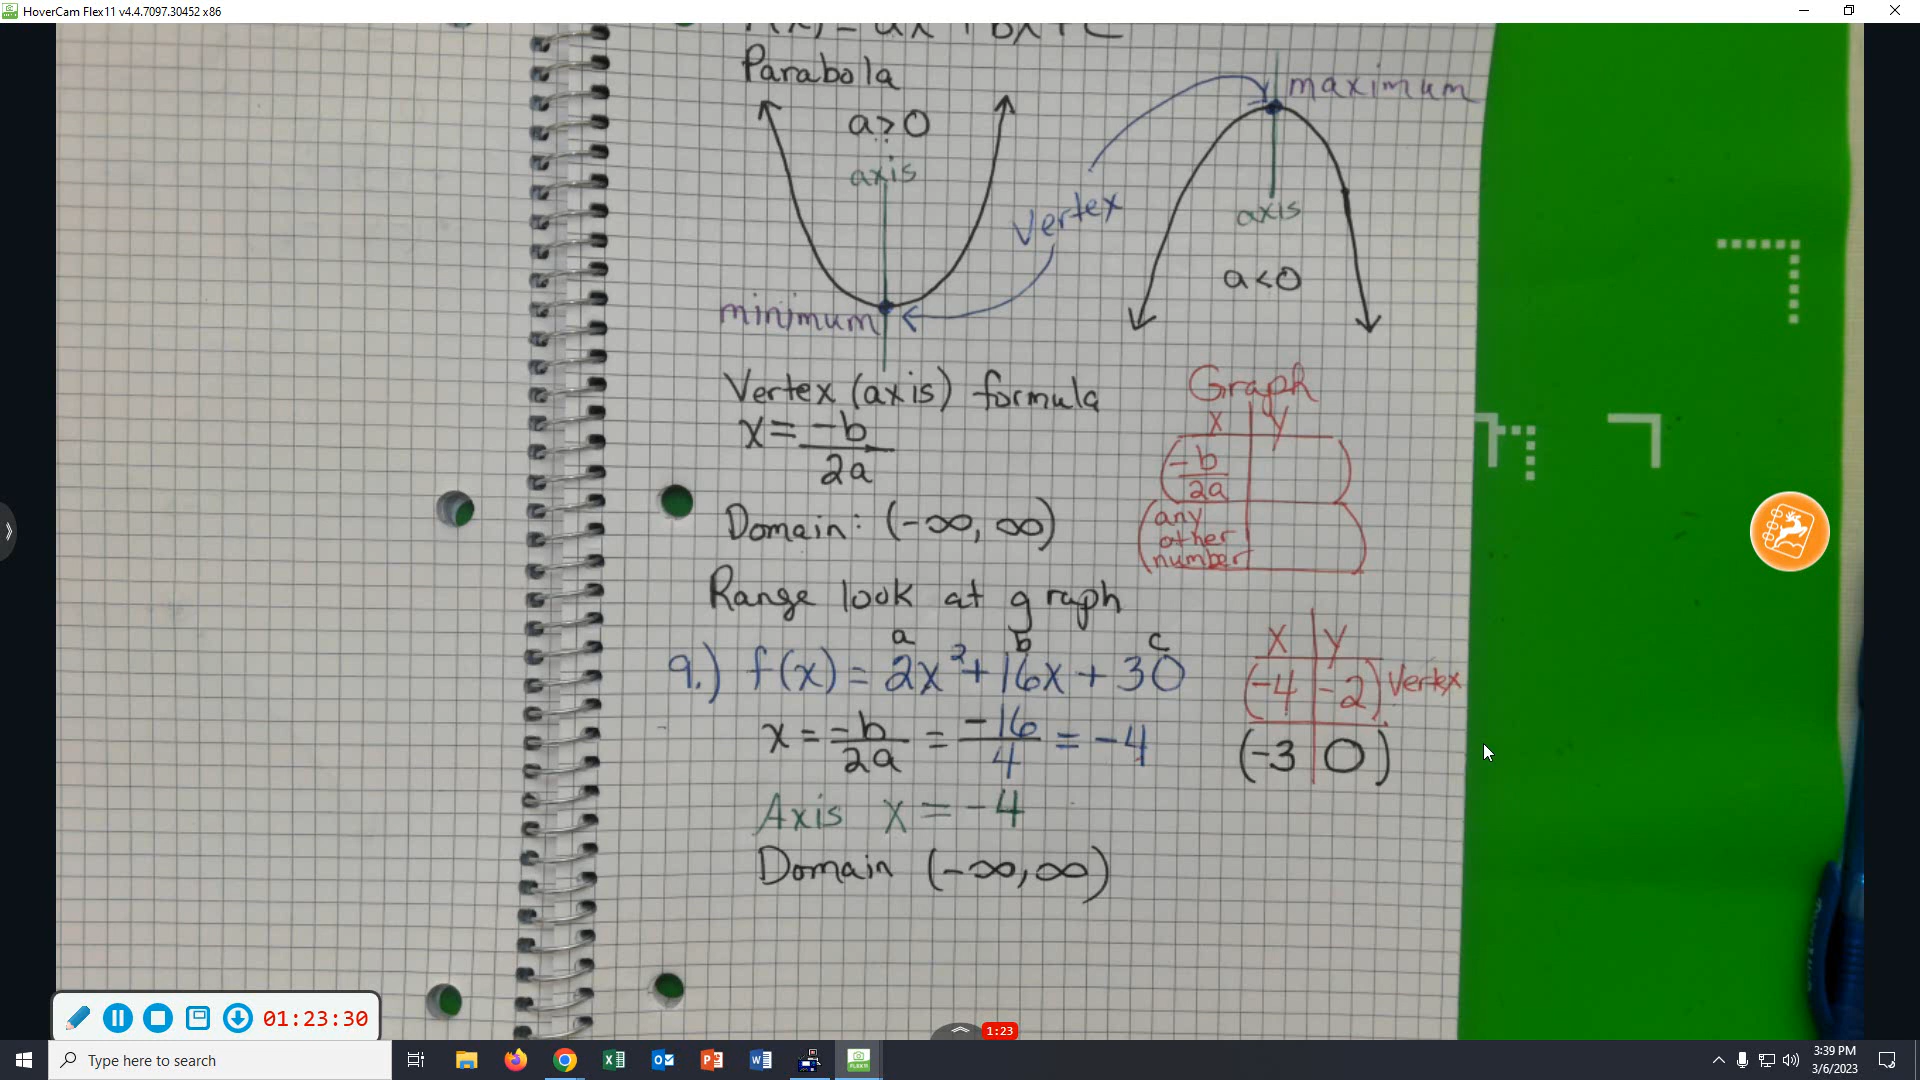 HoverCam Flex11 v4.4.7097.30452 x86
f(x) = ax² + bx + c
Parabola
maximum
a > 0
axis
Vertex
axis
a < 0
minimum
Vertex (axis) formula
x = -b
2a
Graph
x y
-b
2a
(any
other
number)
Domain: (-∞, ∞)
Range look at graph
a b c
9.) f(x) = 2x² + 16x + 30
x = -b/2a = -16/4 = -4
x y
(-4 -2) Vertex
(-3 0)
Axis x = -4
Domain (-∞, ∞)
01:23:30
1:23
Type here to search
3:39 PM
3/6/2023